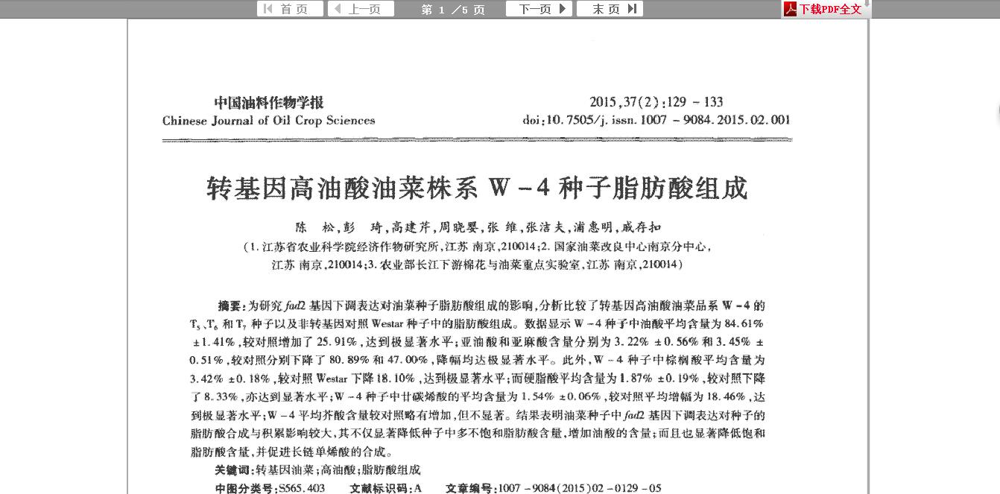 首 页 上一页 第 1 /5 页 下一页 末 页 下载PDF全文
中国油料作物学报 2015,37(2):129 - 133
Chinese Journal of Oil Crop Sciences doi:10.7505/j.issn.1007 - 9084.2015.02.001
转基因高油酸油菜株系 W - 4 种子脂肪酸组成
陈 松,彭 琦,高建芹,周晓婴,张 维,张洁夫,浦惠明,戚存扣
(1.江苏省农业科学院经济作物研究所,江苏 南京,210014;2. 国家油菜改良中心南京分中心,
江苏 南京,210014;3. 农业部长江下游棉花与油菜重点实验室,江苏 南京,210014)
摘要:为研究 fad2 基因下调表达对油菜种子脂肪酸组成的影响,分析比较了转基因高油酸油菜品系 W - 4 的
T5、T6 和 T7 种子以及非转基因对照 Westar 种子中的脂肪酸组成。数据显示 W - 4 种子中油酸平均含量为 84.61%
±1.41%,较对照增加了 25.91%,达到极显著水平;亚油酸和亚麻酸含量分别为 3.22% ±0.56% 和 3.45% ±
0.51%,较对照分别下降了 80.89% 和 47.00%,降幅均达极显著水平。此外,W - 4 种子中棕榈酸平均含量为
3.42% ±0.18%,较对照 Westar 下降 18.10%,达到极显著水平;而硬脂酸平均含量为 1.87% ±0.19%,较对照下降
了 8.33%,亦达到显著水平;W - 4 种子中廿碳烯酸的平均含量为 1.54% ±0.06%,较对照平均增幅为 18.46%,达
到极显著水平;W - 4 平均芥酸含量较对照略有增加,但不显著。结果表明油菜种子中 fad2 基因下调表达对种子的
脂肪酸合成与积累影响较大,其不仅显著降低种子中多不饱和脂肪酸含量,增加油酸的含量;而且也显著降低饱和
脂肪酸含量,并促进长链单烯酸的合成。
关键词:转基因油菜;高油酸;脂肪酸组成
中图分类号:S565.403 文献标识码:A 文章编号:1007 - 9084(2015)02 - 0129 - 05